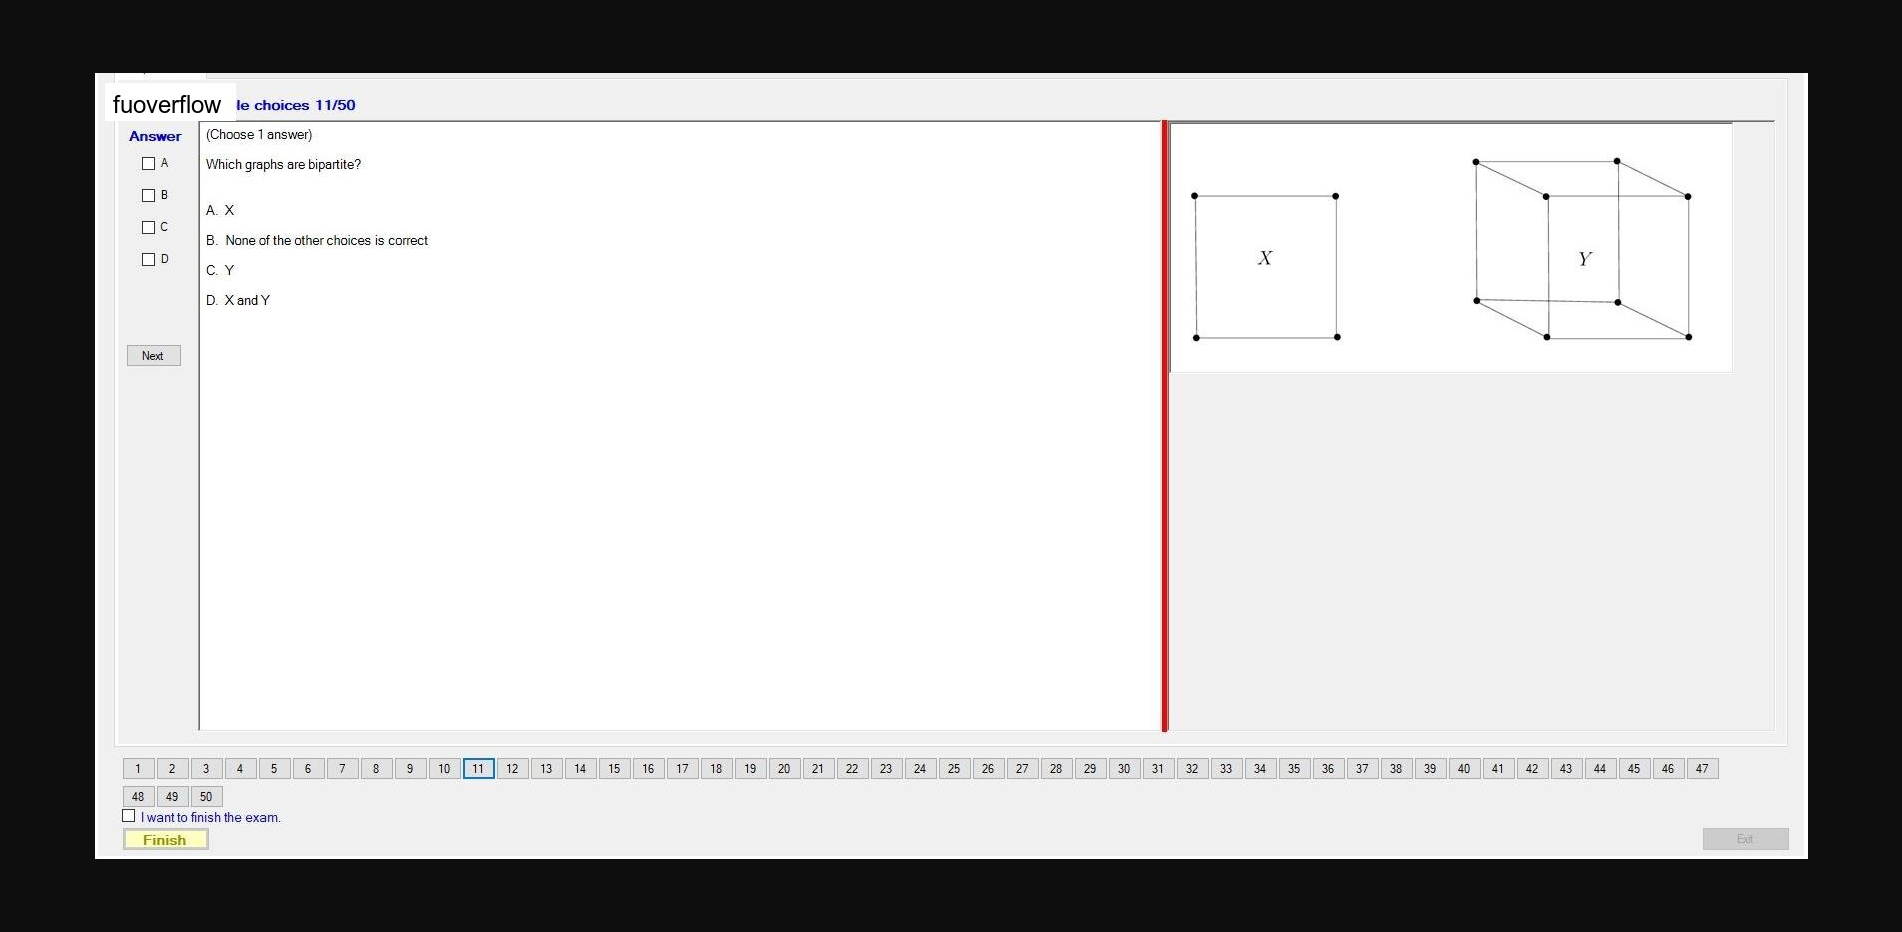 fuoverflow
le choices 11/50
Answer
A
B
C
D
Next
(Choose 1 answer)
Which graphs are bipartite?
A. X
B. None of the other choices is correct
C. Y
D. X and Y
X
Y
1 2 3 4 5 6 7 8 9 10 11 12 13 14 15 16 17 18 19 20 21 22 23 24 25 26 27 28 29 30 31 32 33 34 35 36 37 38 39 40 41 42 43 44 45 46 47
48 49 50
I want to finish the exam.
Finish
Exit